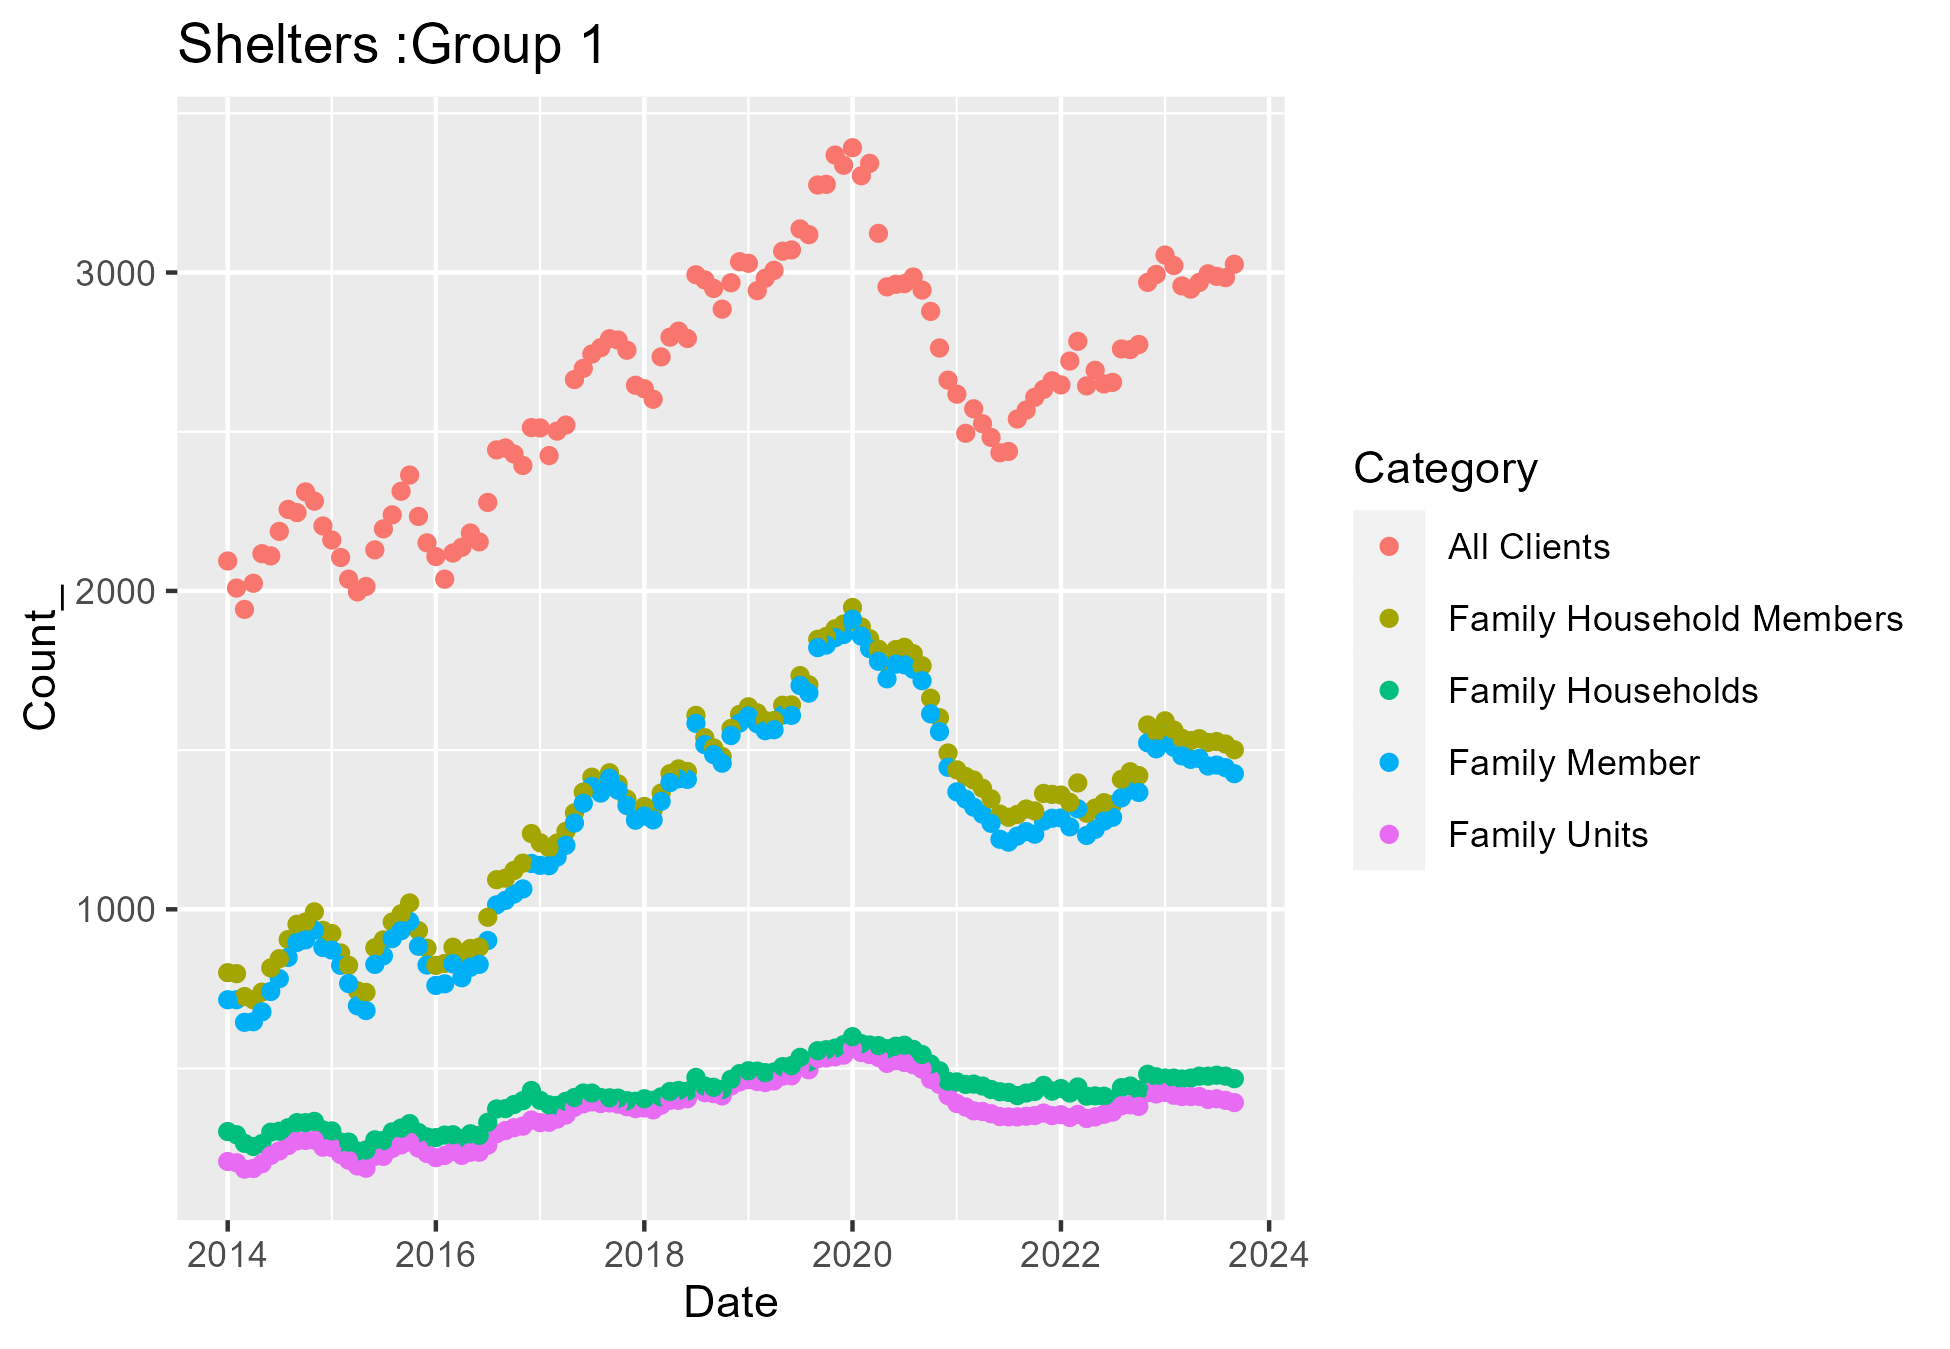 Shelters :Group 1
Count_
3000
2000
1000
2014 2016 2018 2020 2022 2024
Date
Category
All Clients
Family Household Members
Family Households
Family Member
Family Units